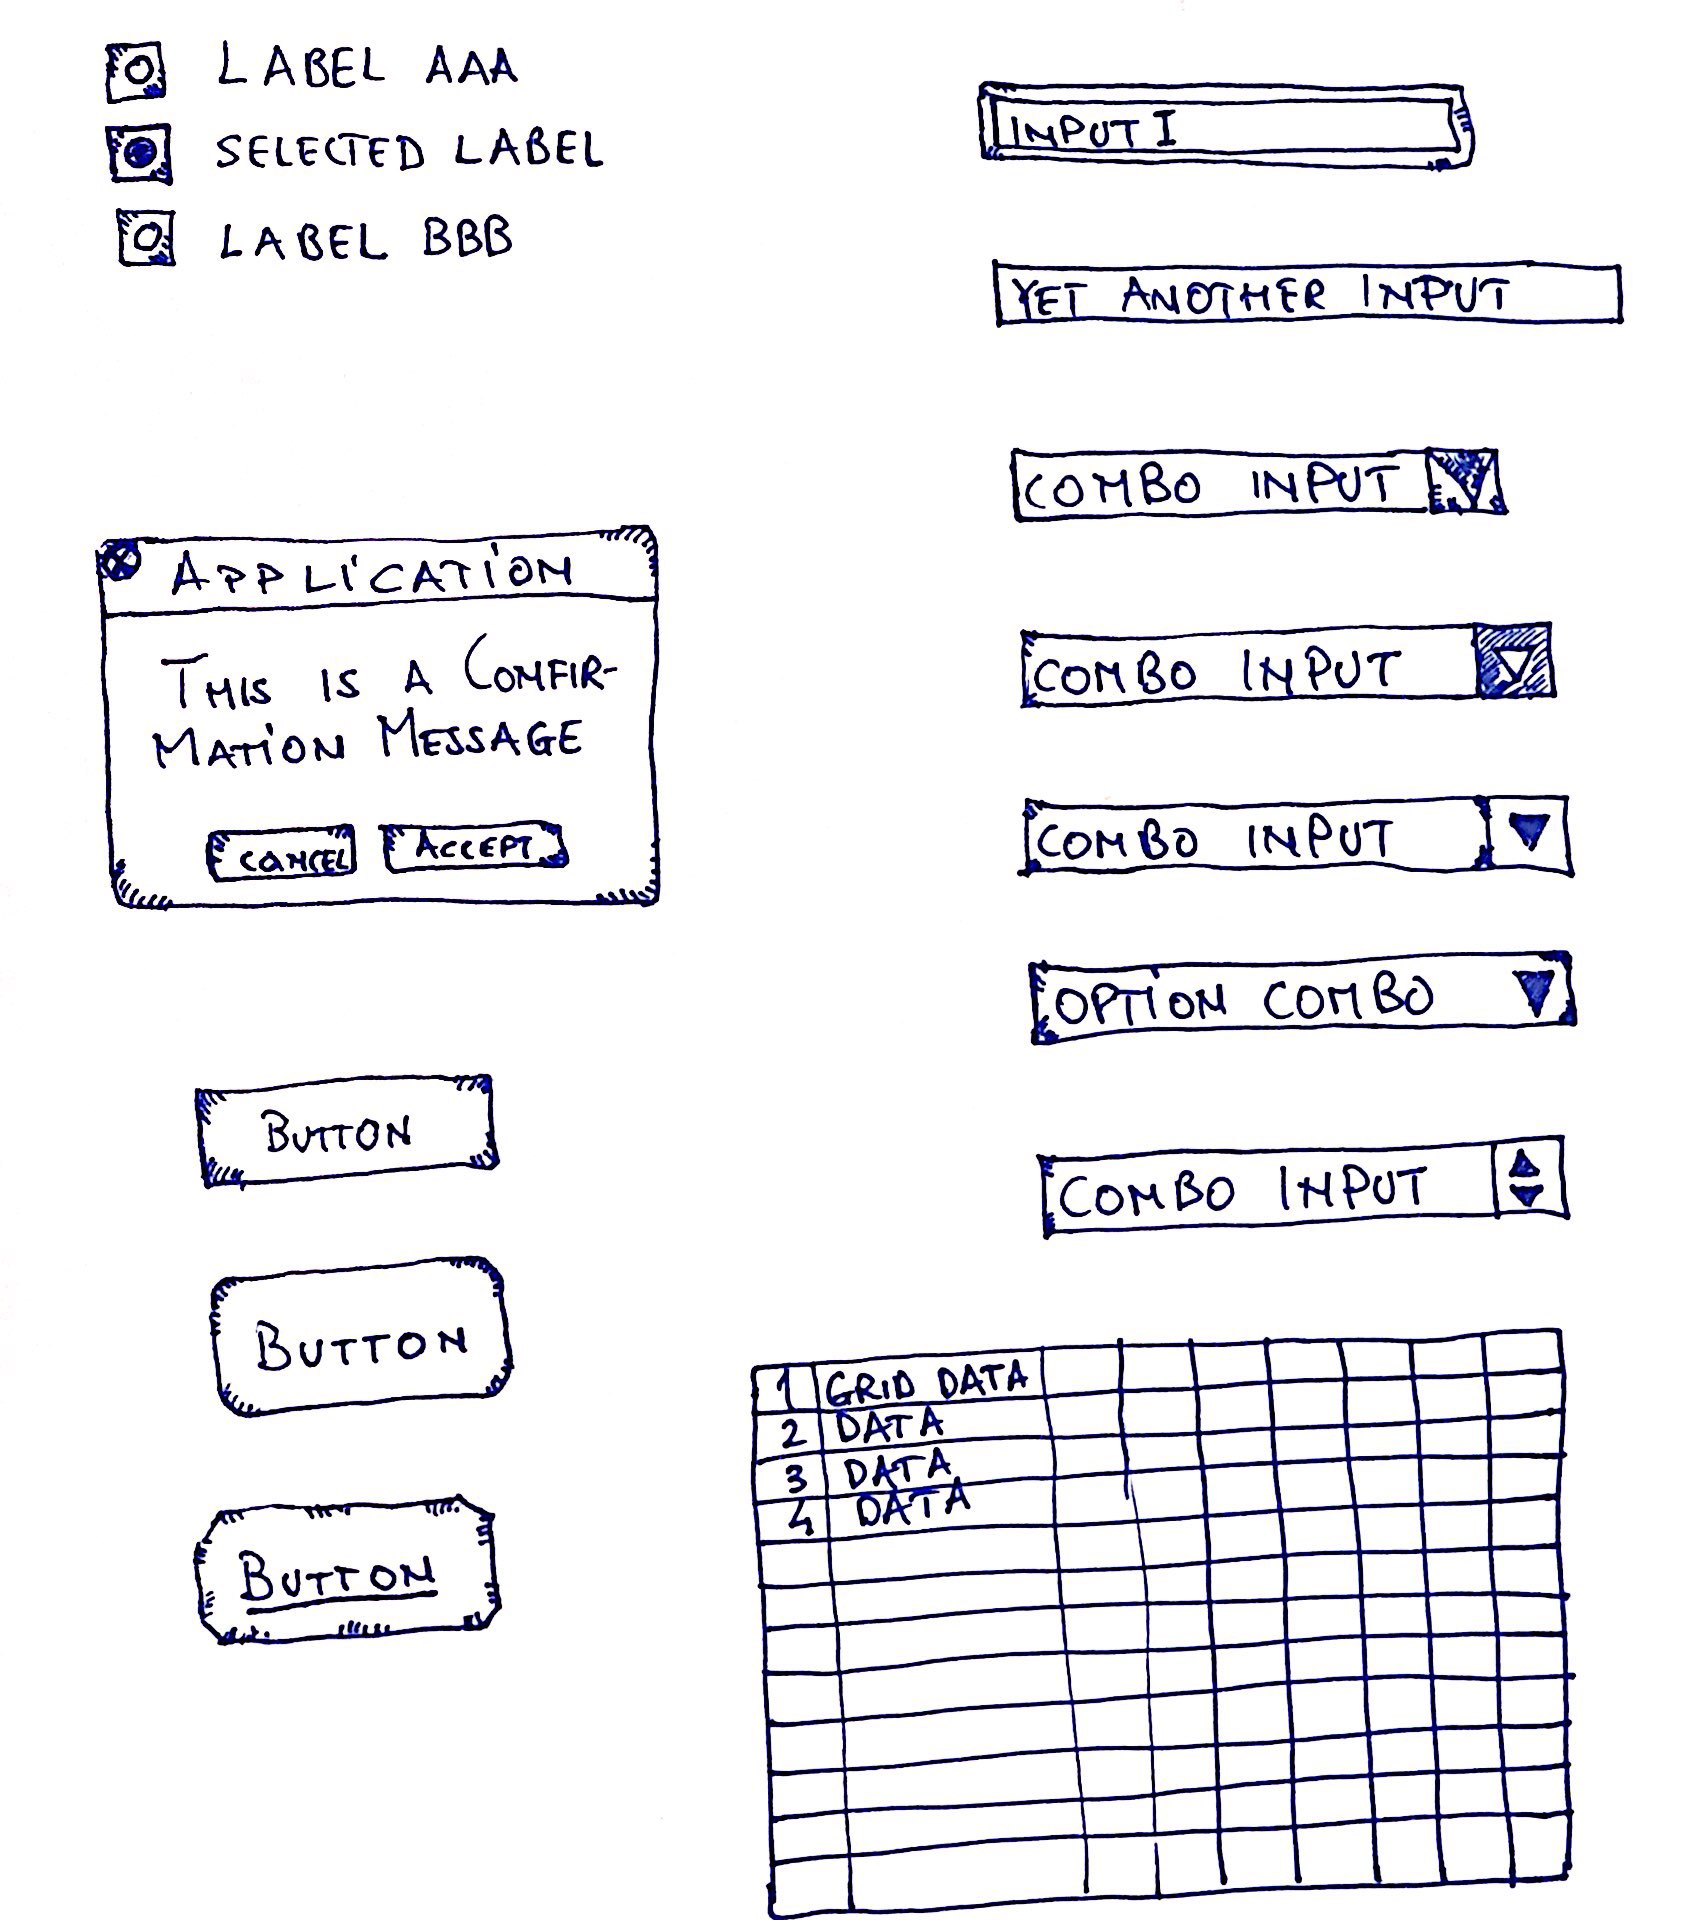 LABEL AAA
SELECTED LABEL
LABEL BBB
INPUT I
YET ANOTHER INPUT
COMBO INPUT
COMBO INPUT
COMBO INPUT
OPTION COMBO
COMBO INPUT
APPLICATION
THIS IS A CONFIR-
MATION MESSAGE
CANCEL ACCEPT
BUTTON
BUTTON
BUTTON
1 GRID DATA
2 DATA
3 DATA
4 DATA